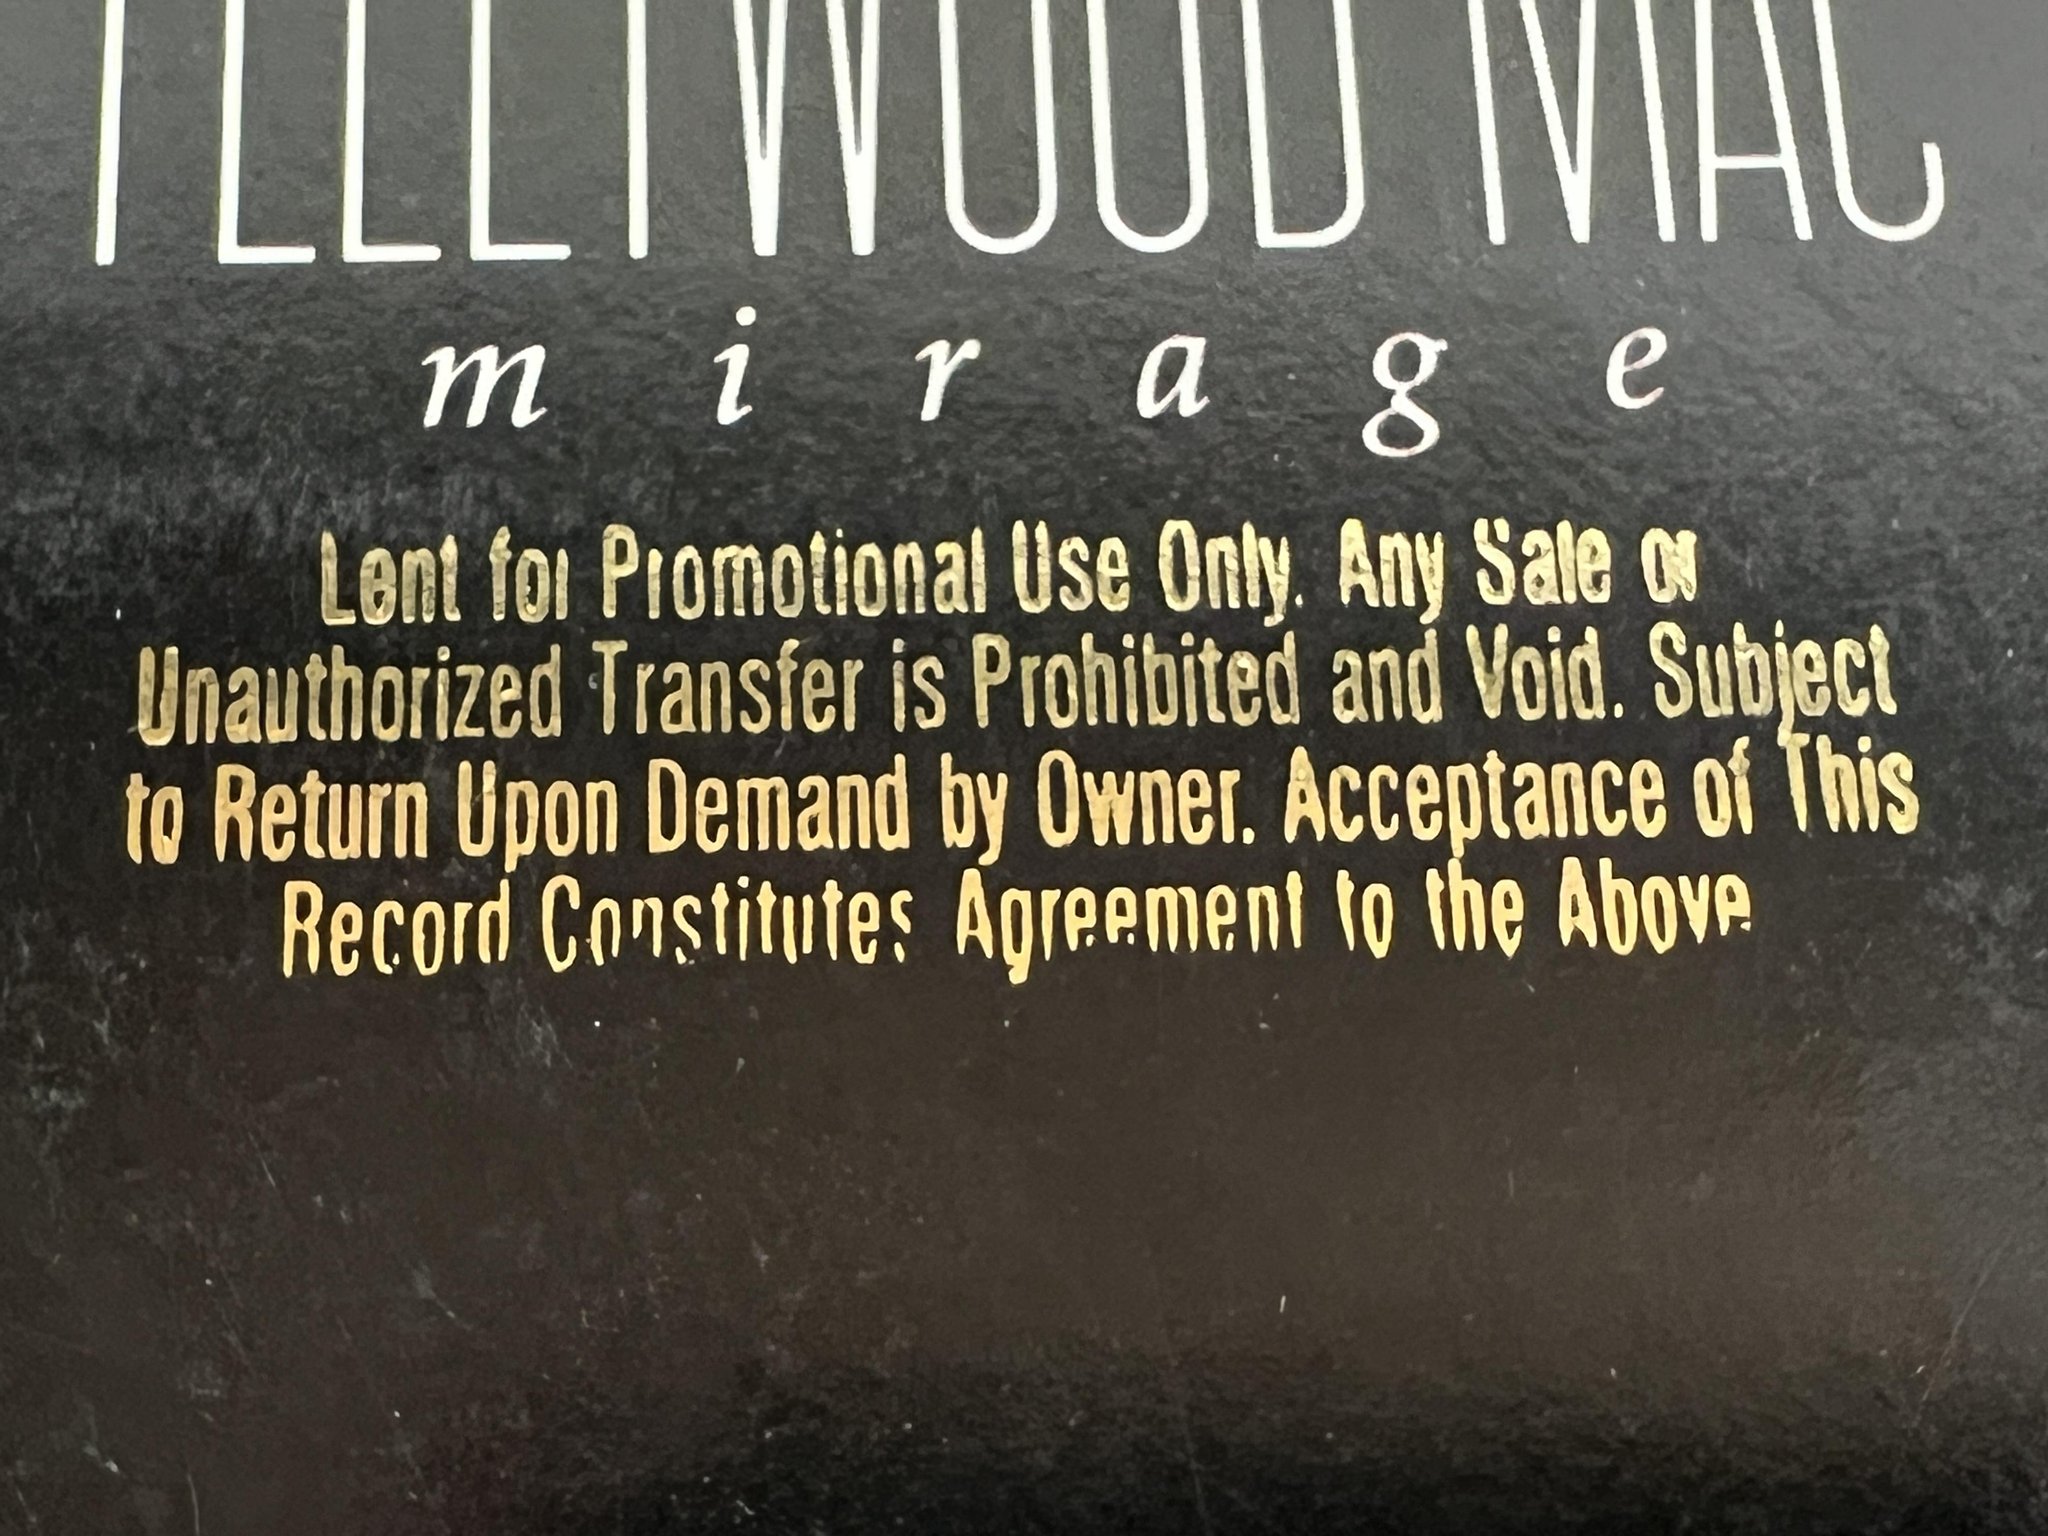 FLEETWOOD MAC
mirage
Lent for Promotional Use Only. Any Sale or
Unauthorized Transfer is Prohibited and Void. Subject
to Return Upon Demand by Owner. Acceptance of This
Record Constitutes Agreement to the Above